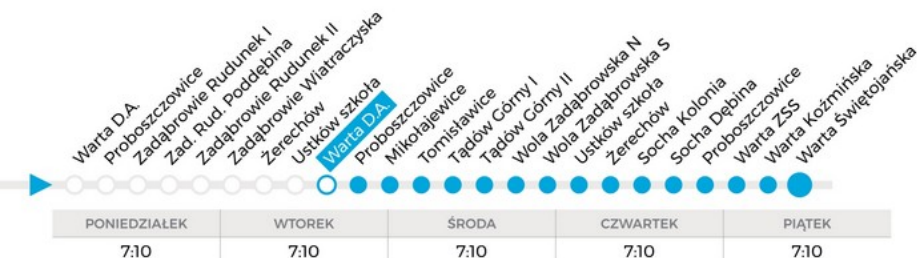 Warta D.A.
Proboszczowice
Zadąbrowie Rudunek I
Zad. Rud. Poddębina
Zadąbrowie Rudunek II
Zadąbrowie Wiatraczyska
Żerechów
Ustków szkoła
Warta D.A.
Proboszczowice
Mikołajewice
Tomisławice
Tądów Górny I
Tądów Górny II
Wola Zadąbrowska N
Wola Zadąbrowska S
Ustków szkoła
Żerechów
Socha Kolonia
Socha Dębina
Proboszczowice
Warta ZSS
Warta Koźmińska
Warta Świętojańska
PONIEDZIAŁEK WTOREK ŚRODA CZWARTEK PIĄTEK
7:10 7:10 7:10 7:10 7:10